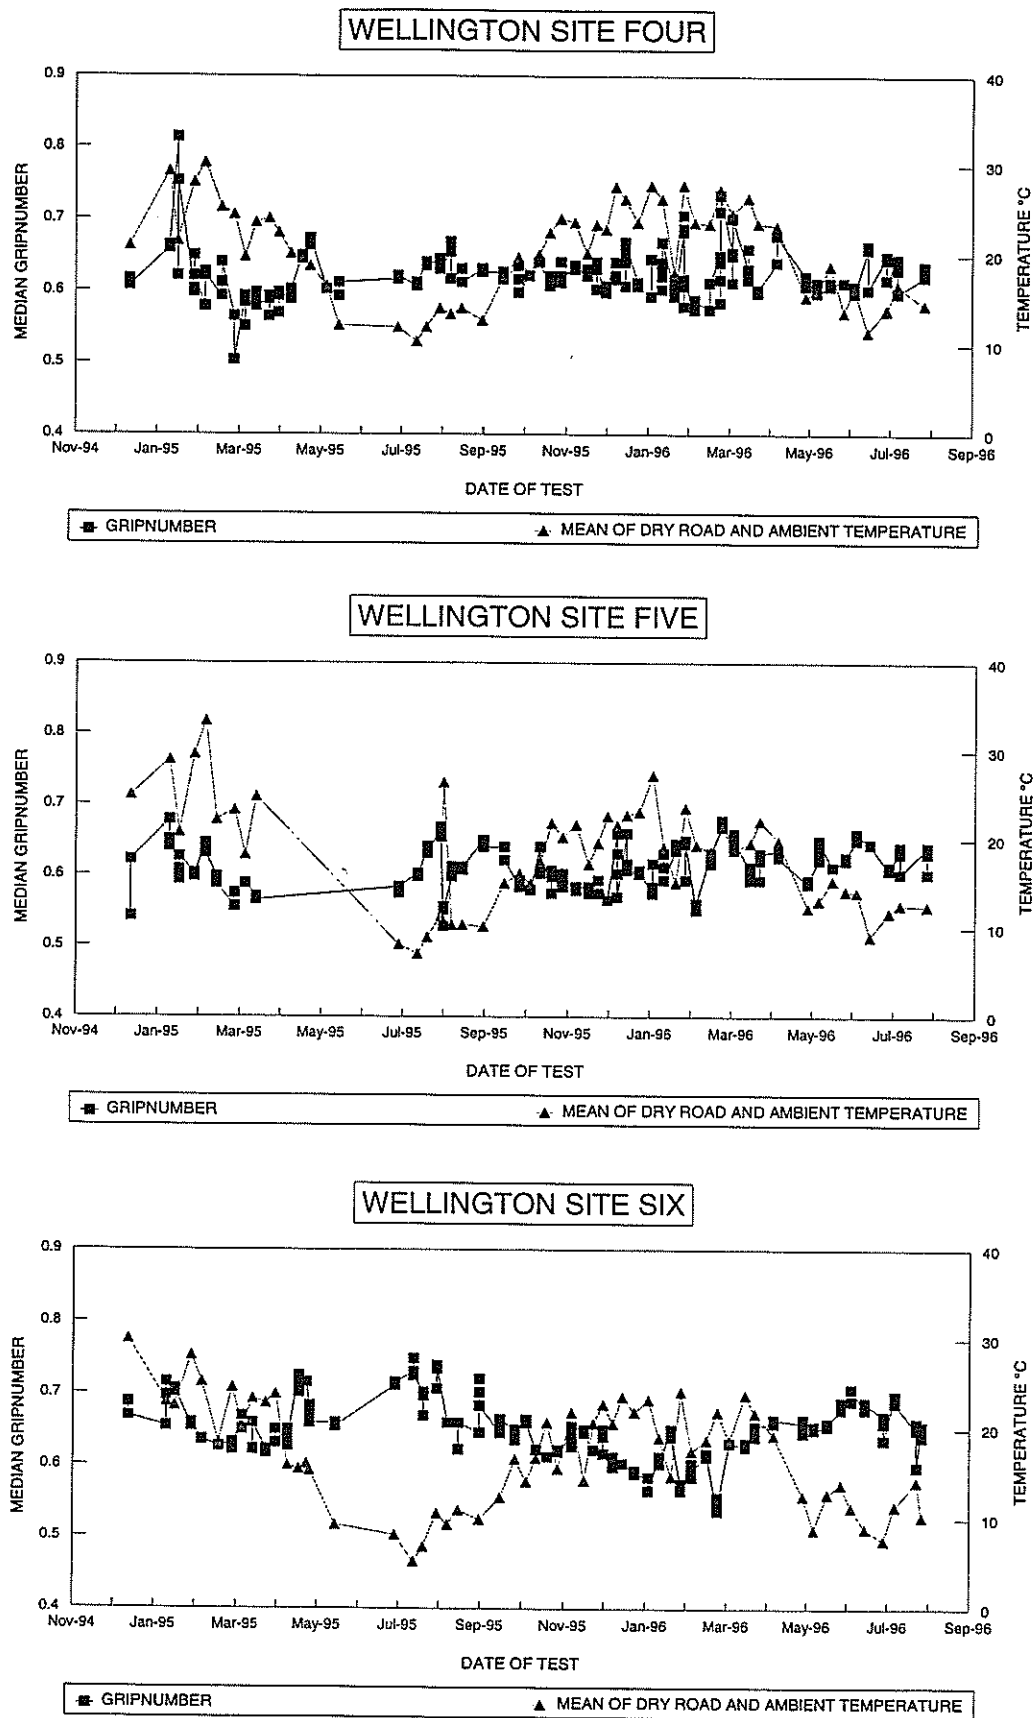 WELLINGTON SITE FOUR
0.9
0.8
0.7
0.6
0.5
0.4
MEDIAN GRIPNUMBER
40
30
20
10
0
TEMPERATURE °C
Nov-94 Jan-95 Mar-95 May-95 Jul-95 Sep-95 Nov-95 Jan-96 Mar-96 May-96 Jul-96 Sep-96
DATE OF TEST
GRIPNUMBER MEAN OF DRY ROAD AND AMBIENT TEMPERATURE
WELLINGTON SITE FIVE
0.9
0.8
0.7
0.6
0.5
0.4
MEDIAN GRIPNUMBER
40
30
20
10
0
TEMPERATURE °C
Nov-94 Jan-95 Mar-95 May-95 Jul-95 Sep-95 Nov-95 Jan-96 Mar-96 May-96 Jul-96 Sep-96
DATE OF TEST
GRIPNUMBER MEAN OF DRY ROAD AND AMBIENT TEMPERATURE
WELLINGTON SITE SIX
0.9
0.8
0.7
0.6
0.5
0.4
MEDIAN GRIPNUMBER
40
30
20
10
0
TEMPERATURE °C
Nov-94 Jan-95 Mar-95 May-95 Jul-95 Sep-95 Nov-95 Jan-96 Mar-96 May-96 Jul-96 Sep-96
DATE OF TEST
GRIPNUMBER MEAN OF DRY ROAD AND AMBIENT TEMPERATURE